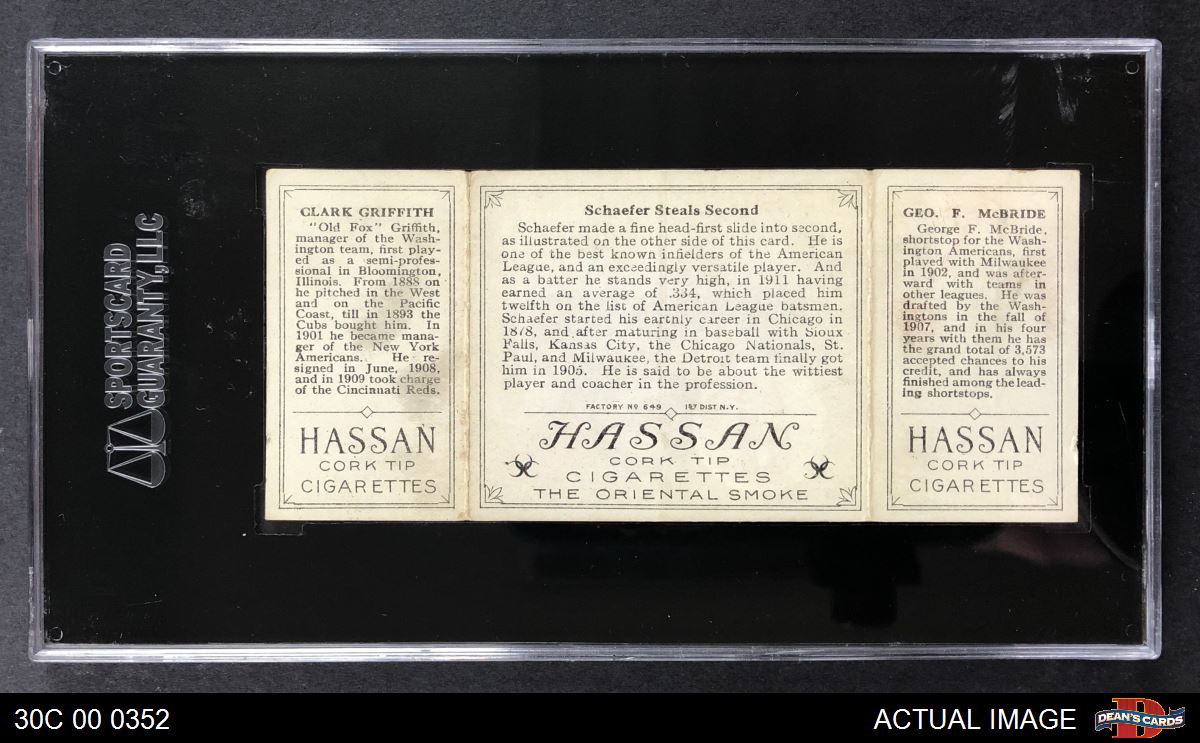 SPORTSCARD
GUARANTY, LLC
CLARK GRIFFITH
"Old Fox" Griffith,
manager of the Wash-
ington team, first play-
ed as a semi-profes-
sional in Bloomington,
Illinois. From 1888 on
he pitched in the West
and on the Pacific
Coast, till in 1893 the
Cubs bought him. In
1901 he became mana-
ger of the New York
Americans. He re-
signed in June, 1908,
and in 1909 took charge
of the Cincinnati Reds.
HASSAN
CORK TIP
CIGARETTES
Schaefer Steals Second
Schaefer made a fine head-first slide into second,
as illustrated on the other side of this card. He is
one of the best known infielders of the American
League, and an exceedingly versatile player. And
as a batter he stands very high, in 1911 having
earned an average of .334, which placed him
twelfth on the list of American League batsmen.
Schaefer started his earthly career in Chicago in
1878, and after maturing in baseball with Sioux
Falls, Kansas City, the Chicago Nationals, St.
Paul, and Milwaukee, the Detroit team finally got
him in 1905. He is said to be about the wittiest
player and coacher in the profession.
FACTORY No 649 1ST DIST N.Y.
HASSAN
CORK TIP
CIGARETTES
THE ORIENTAL SMOKE
GEO. F. McBRIDE
George F. McBride,
shortstop for the Wash-
ington Americans, first
played with Milwaukee
in 1902, and was after-
ward with teams in
other leagues. He was
drafted by the Wash-
ingtons in the fall of
1907, and in his four
years with them he has
the grand total of 3,573
accepted chances to his
credit, and has always
finished among the lead-
ing shortstops.
HASSAN
CORK TIP
CIGARETTES
30C 00 0352
ACTUAL IMAGE
DEAN'S CARDS